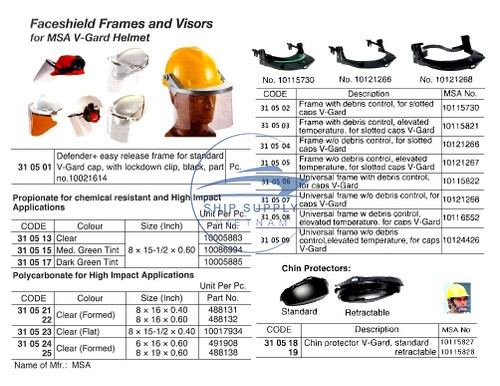 Faceshield Frames and Visors
for MSA V-Gard Helmet
No. 10115730 No. 10121266 No. 10121268
CODE Description MSA No.
31 05 02 Frame with debris control, for slotted caps V-Gard 10115730
31 05 03 Frame with debris control, elevated temperature, for slotted caps V-Gard 10115821
31 05 04 Frame w/o debris control, for slotted caps V-Gard 10121266
31 05 05 Frame w/o debris control, elevated temperature, for slotted caps V-Gard 10121267
31 05 06 Universal frame with debris control, for caps V-Gard 10115822
31 05 07 Universal frame w/o debris control, for caps V-Gard 10121268
31 05 08 Universal frame w debris control, elevated temperature, for caps V-Gard 10116552
31 05 09 Universal frame w/o debris control,elevated temperature, for caps V-Gard 10124426
31 05 01 Defender+ easy release frame for standard V-Gard cap, with lockdown clip, black, part no.10021614 Pc.
SHIP SUPPLY
VIETNAM
Propionate for chemical resistant and High Impact
Applications
Unit Per Pc.
CODE Colour Size (Inch) Part No.
31 05 13 Clear 10005883
31 05 15 Med. Green Tint 8 × 15-1/2 × 0.60 10086994
31 05 17 Dark Green Tint 10005885
Polycarbonate for High Impact Applications
Unit Per Pc.
CODE Colour Size (Inch) Part No.
31 05 21 Clear (Formed) 8 × 16 × 0.40 488131
22 8 × 16 × 0.60 488132
31 05 23 Clear (Flat) 8 × 15-1/2 × 0.40 10017934
31 05 24 Clear (Formed) 6 × 16 × 0.60 491908
25 8 × 19 × 0.60 488138
Name of Mfr.: MSA
Chin Protectors:
Standard Retractable
CODE Description MSA No
31 05 18 Chin protector V-Gard, standard 10115827
19 retractable 10115828